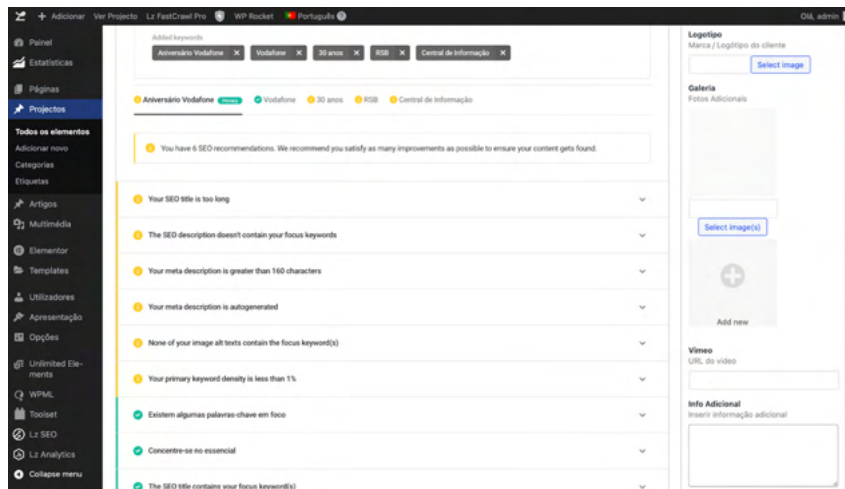 + Adicionar Ver Projecto Lz FastCrawl Pro WP Rocket Português Olá, admin
Painel
Estatísticas
Páginas
Projectos
Todos os elementos
Adicionar novo
Categorias
Etiquetas
Artigos
Multimédia
Elementor
Templates
Utilizadores
Apresentação
Opções
Unlimited Ele-
ments
WPML
Toolset
Lz SEO
Lz Analytics
Collapse menu
Added keywords
Aniversário Vodafone X Vodafone X 30 anos X RSB X Central de Informação X
Aniversário Vodafone Primary Vodafone 30 anos RSB Central de Informação
You have 6 SEO recommendations. We recommend you satisfy as many improvements as possible to ensure your content gets found.
Your SEO title is too long
The SEO description doesn't contain your focus keywords
Your meta description is greater than 160 characters
Your meta description is autogenerated
None of your image alt texts contain the focus keyword(s)
Your primary keyword density is less than 1%
Existem algumas palavras-chave em foco
Concentre-se no essencial
The SEO title contains your focus keyword(s)
Logotipo
Marca / Logótipo do cliente
Select image
Galeria
Fotos Adicionais
Select image(s)
Add new
Vimeo
URL do video
Info Adicional
Inserir informação adicional